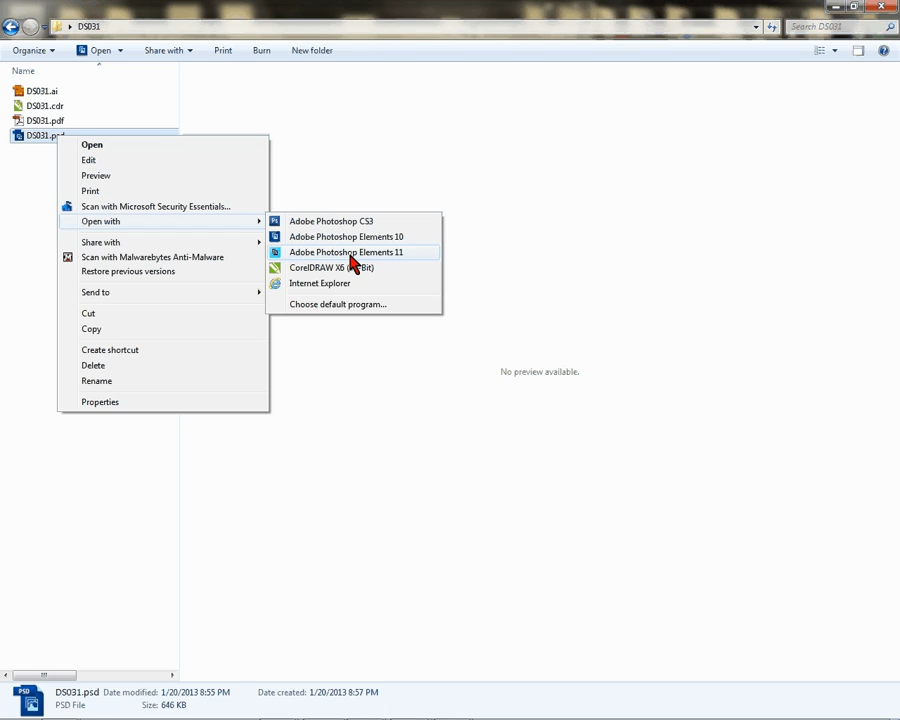 DS031
Search DS031
Organize
Open
Share with
Print
Burn
New folder
Name
DS031.ai
DS031.cdr
DS031.pdf
DS031.psd
Open
Edit
Preview
Print
Scan with Microsoft Security Essentials...
Open with
Share with
Scan with Malwarebytes Anti-Malware
Restore previous versions
Send to
Cut
Copy
Create shortcut
Delete
Rename
Properties
Adobe Photoshop CS3
Adobe Photoshop Elements 10
Adobe Photoshop Elements 11
CorelDRAW X6 Bit)
Internet Explorer
Choose default program...
No preview available.
PSD
DS031.psd Date modified: 1/20/2013 8:55 PM Date created: 1/20/2013 8:57 PM
PSD File Size: 646 KB